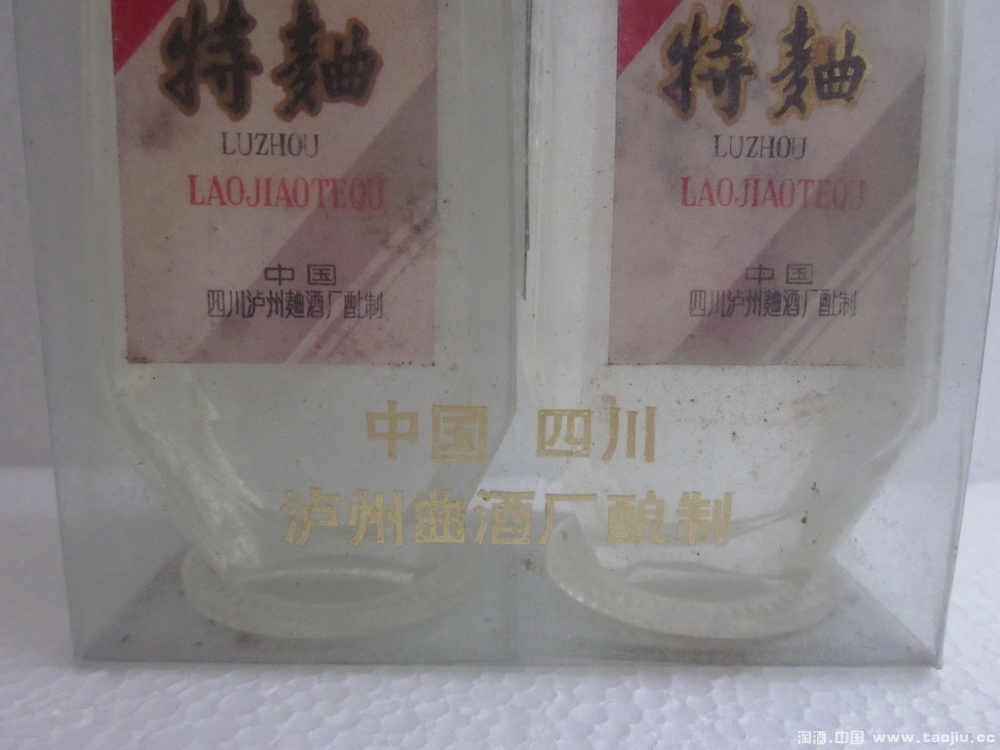 特麯
LUZHOU
LAOJIAOTEQU
中国
四川泸州麯酒厂酿制
特麯
LUZHOU
LAOJIAOTEQU
中国
四川泸州麯酒厂酿制
中国 四川
泸州曲酒厂酿制
淘酒.中国 www.taojiu.cc